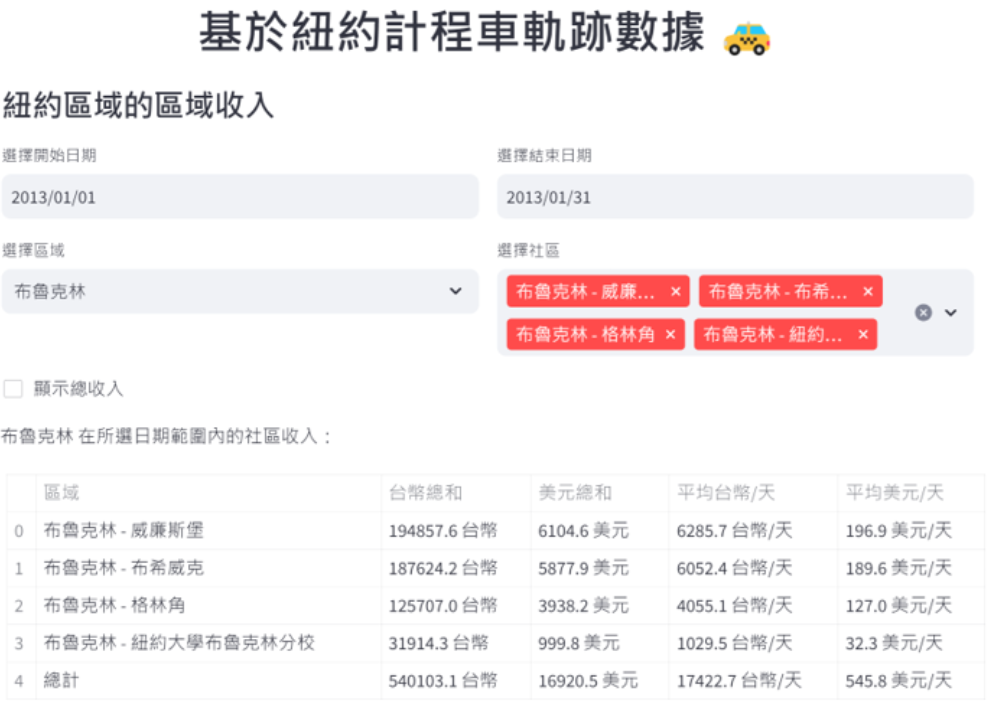 基於紐約計程車軌跡數據
紐約區域的區域收入
選擇開始日期 選擇結束日期
2013/01/01 2013/01/31
選擇區域 選擇社區
布魯克林
布魯克林 - 威廉... × 布魯克林 - 布希... ×
布魯克林 - 格林角 × 布魯克林 - 紐約... ×
顯示總收入
布魯克林 在所選日期範圍內的社區收入：
區域 台幣總和 美元總和 平均台幣/天 平均美元/天
0 布魯克林 - 威廉斯堡 194857.6 台幣 6104.6 美元 6285.7 台幣/天 196.9 美元/天
1 布魯克林 - 布希威克 187624.2 台幣 5877.9 美元 6052.4 台幣/天 189.6 美元/天
2 布魯克林 - 格林角 125707.0 台幣 3938.2 美元 4055.1 台幣/天 127.0 美元/天
3 布魯克林 - 紐約大學布魯克林分校 31914.3 台幣 999.8 美元 1029.5 台幣/天 32.3 美元/天
4 總計 540103.1 台幣 16920.5 美元 17422.7 台幣/天 545.8 美元/天